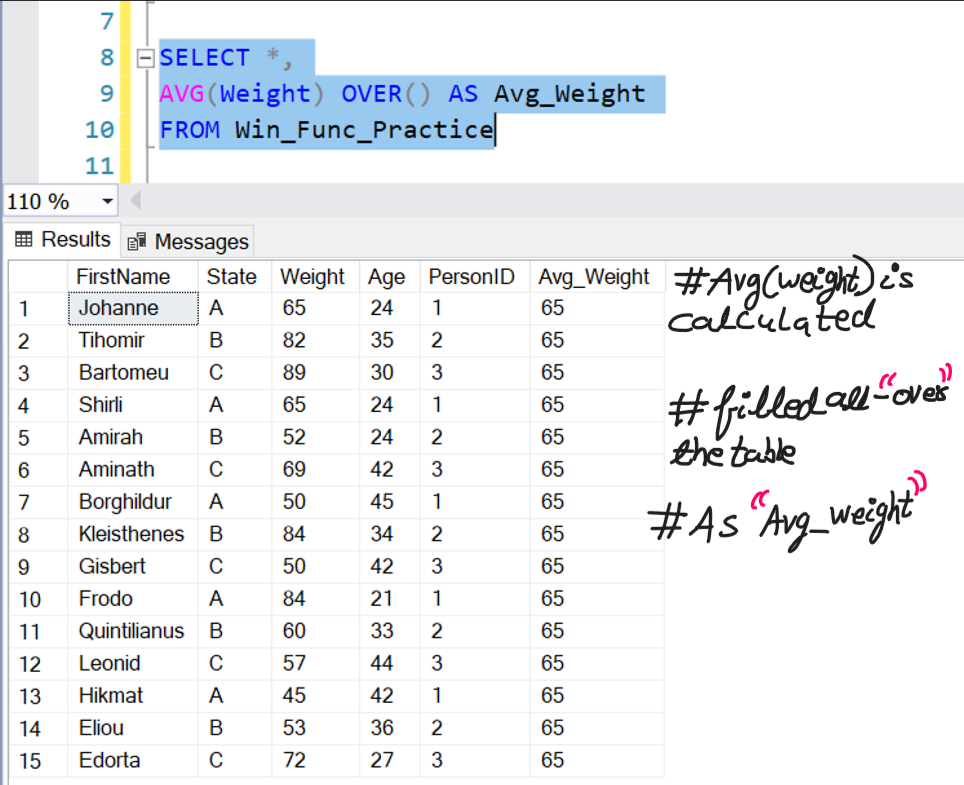 7
8 SELECT *,
9 AVG(Weight) OVER() AS Avg_Weight
10 FROM Win_Func_Practice
11
110 %
Results Messages
FirstName State Weight Age PersonID Avg_Weight
1 Johanne A 65 24 1 65
2 Tihomir B 82 35 2 65
3 Bartomeu C 89 30 3 65
4 Shirli A 65 24 1 65
5 Amirah B 52 24 2 65
6 Aminath C 69 42 3 65
7 Borghildur A 50 45 1 65
8 Kleisthenes B 84 34 2 65
9 Gisbert C 50 42 3 65
10 Frodo A 84 21 1 65
11 Quintilianus B 60 33 2 65
12 Leonid C 57 44 3 65
13 Hikmat A 45 42 1 65
14 Eliou B 53 36 2 65
15 Edorta C 72 27 3 65
#Avg(weight) is
calculated
#filled all-"over"
the table
#As "Avg_weight"